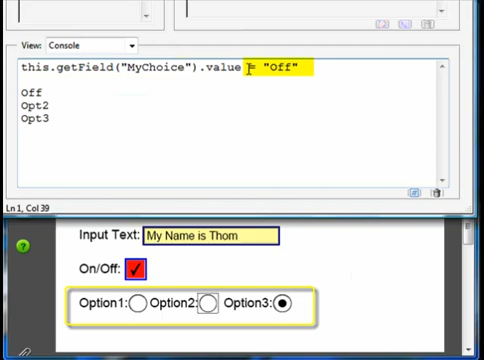 View: Console
this.getField("MyChoice").value = "Off"
Off
Opt2
Opt3
Ln 1, Col 39
Input Text: My Name is Thom
On/Off:
Option1: Option2: Option3: